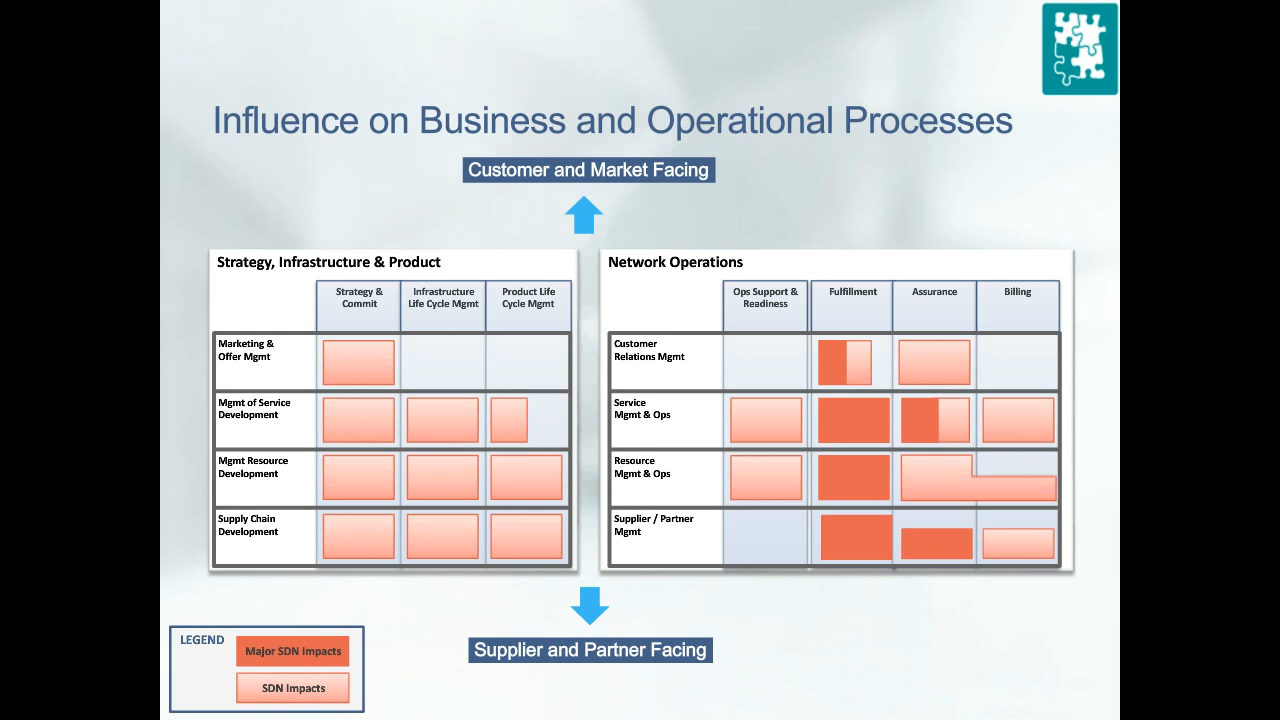 Influence on Business and Operational Processes
Customer and Market Facing
Strategy, Infrastructure & Product
Strategy &
Commit
Infrastructure
Life Cycle Mgmt
Product Life
Cycle Mgmt
Marketing &
Offer Mgmt
Mgmt of Service
Development
Mgmt Resource
Development
Supply Chain
Development
Network Operations
Ops Support &
Readiness
Fulfillment
Assurance
Billing
Customer
Relations Mgmt
Service
Mgmt & Ops
Resource
Mgmt & Ops
Supplier / Partner
Mgmt
Supplier and Partner Facing
LEGEND
Major SDN Impacts
SDN Impacts